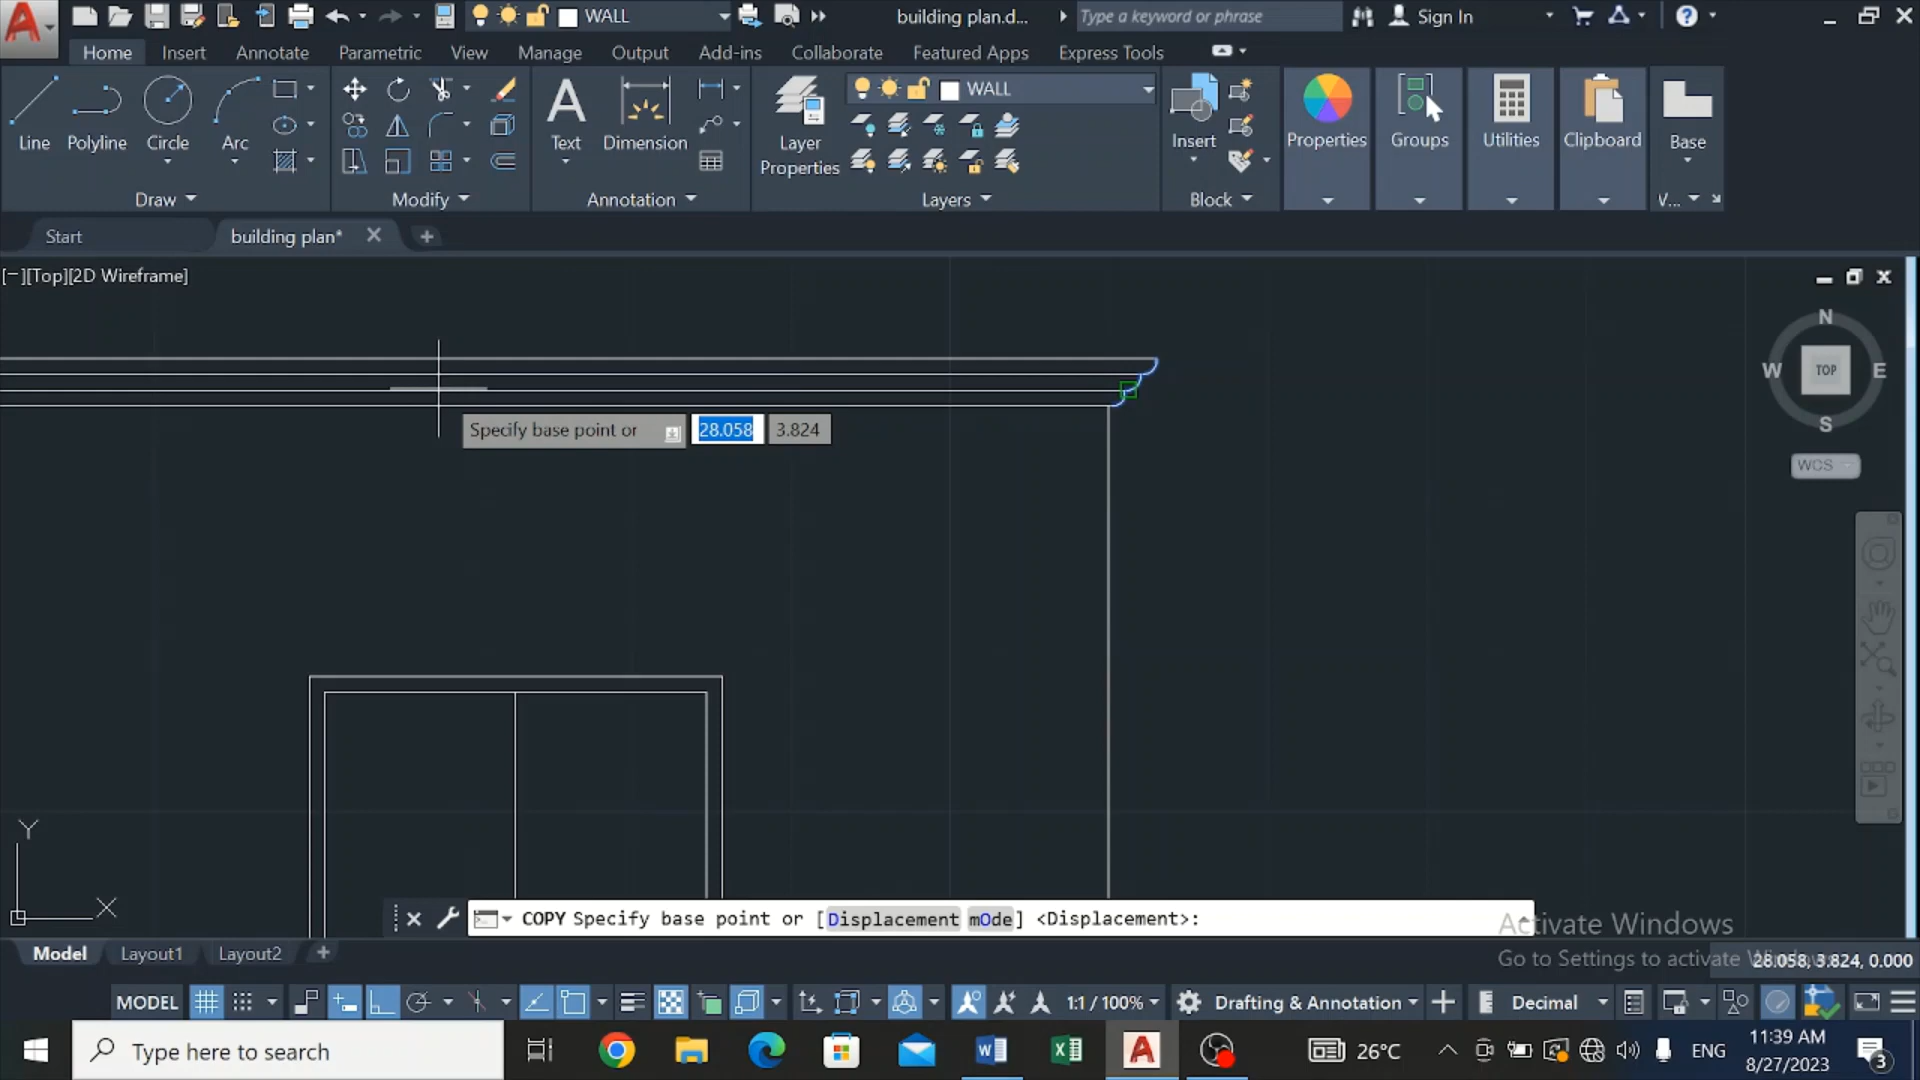 WALL
building plan.d...
Type a keyword or phrase
Sign In
Home
Insert
Annotate
Parametric
View
Manage
Output
Add-ins
Collaborate
Featured Apps
Express Tools
Line
Polyline
Circle
Arc
Text
Dimension
Layer
Properties
WALL
Insert
Properties
Groups
Utilities
Clipboard
Base
Draw
Modify
Annotation
Layers
Block
V...
Start
building plan*
[−][Top][2D Wireframe]
N
W
TOP
E
S
WCS
Specify base point or
28.058
3.824
Y
X
COPY Specify base point or [Displacement mOde] <Displacement>:
Activate Windows
Go to Settings to activate
28.058, 3.824, 0.000
Model
Layout1
Layout2
MODEL
1:1 / 100%
Drafting & Annotation
Decimal
Type here to search
26°C
ENG
11:39 AM
8/27/2023
3